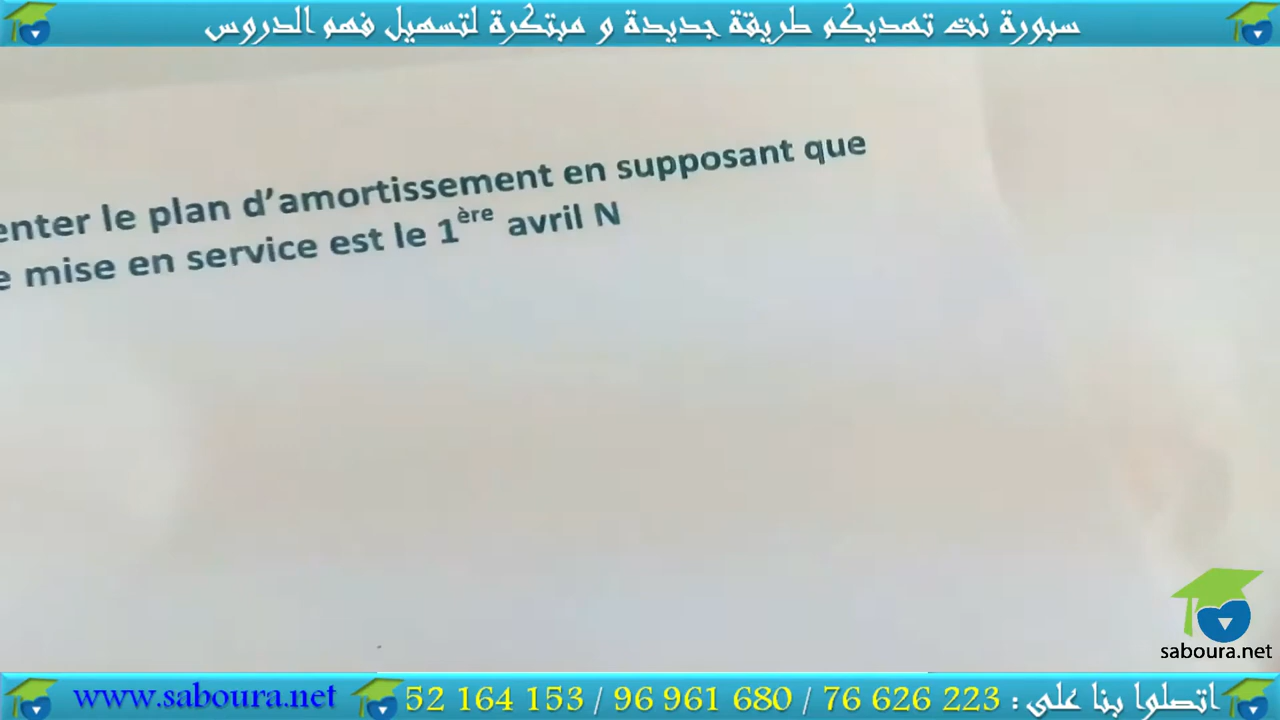 سبورة نت تهديكم طريقة جديدة و مبتكرة لتسهيل فهم الدروس
enter le plan d'amortissement en supposant que
e mise en service est le 1ère avril N
saboura.net
www.saboura.net
52 164 153 / 96 961 680 / 76 626 223 : اتصلوا بنا على